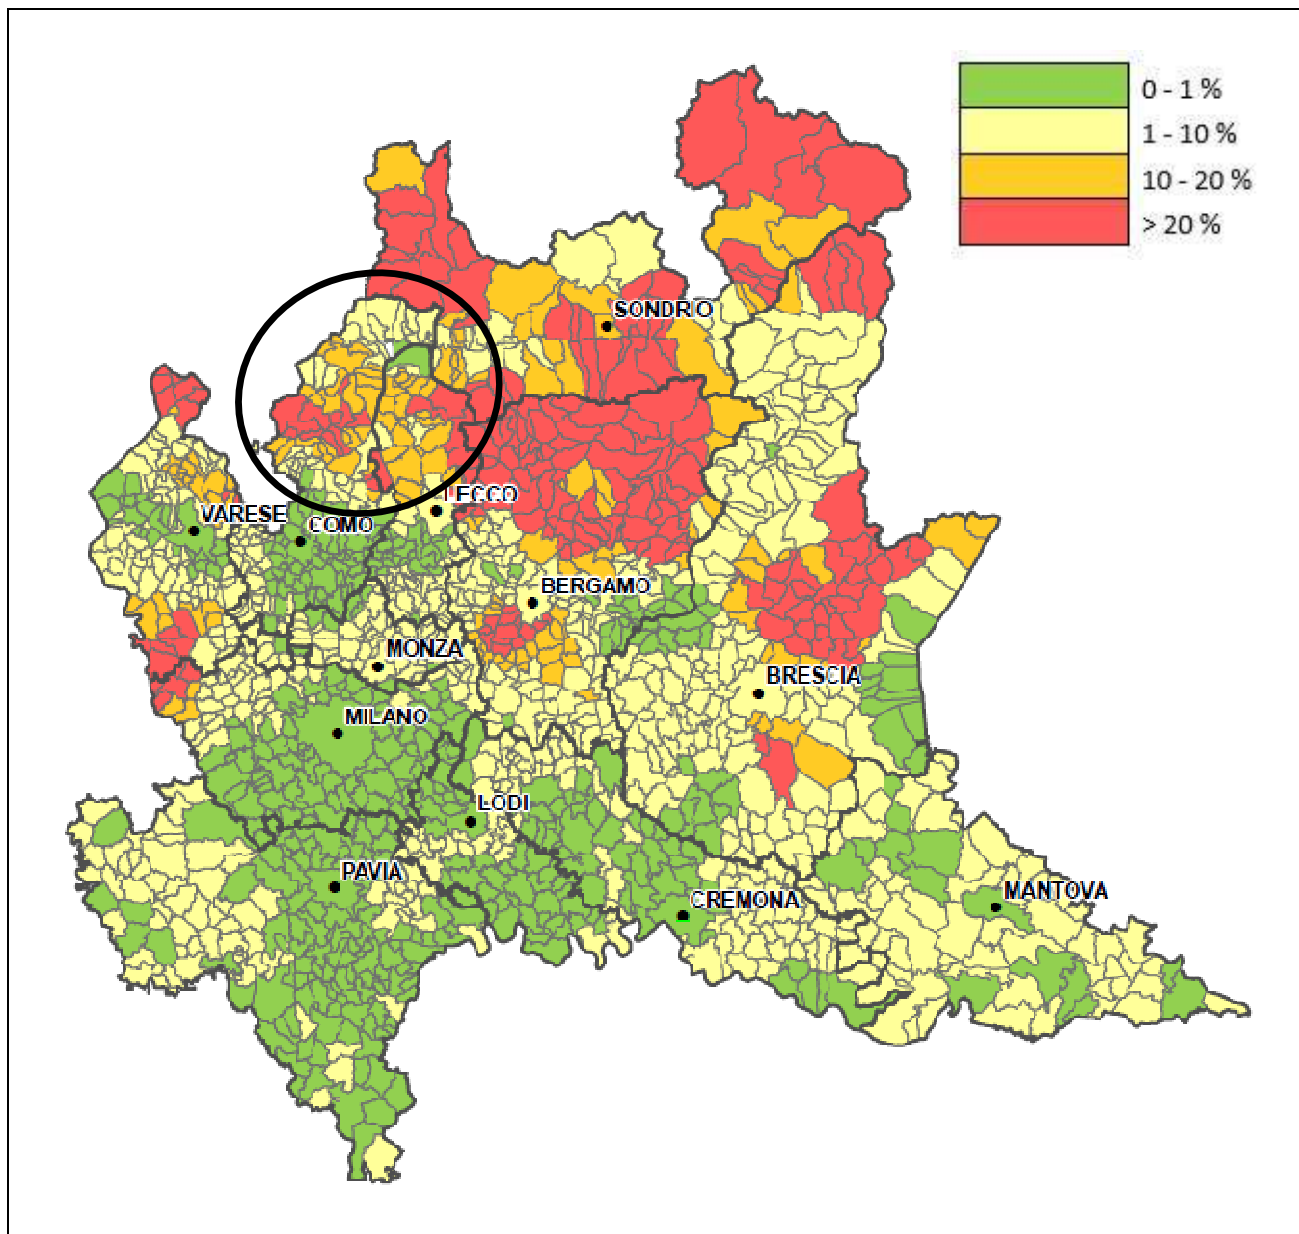 0 - 1 %
1 - 10 %
10 - 20 %
> 20 %
SONDRIO
LECCO
VARESE
COMO
BERGAMO
MONZA
BRESCIA
MILANO
LODI
PAVIA
CREMONA
MANTOVA